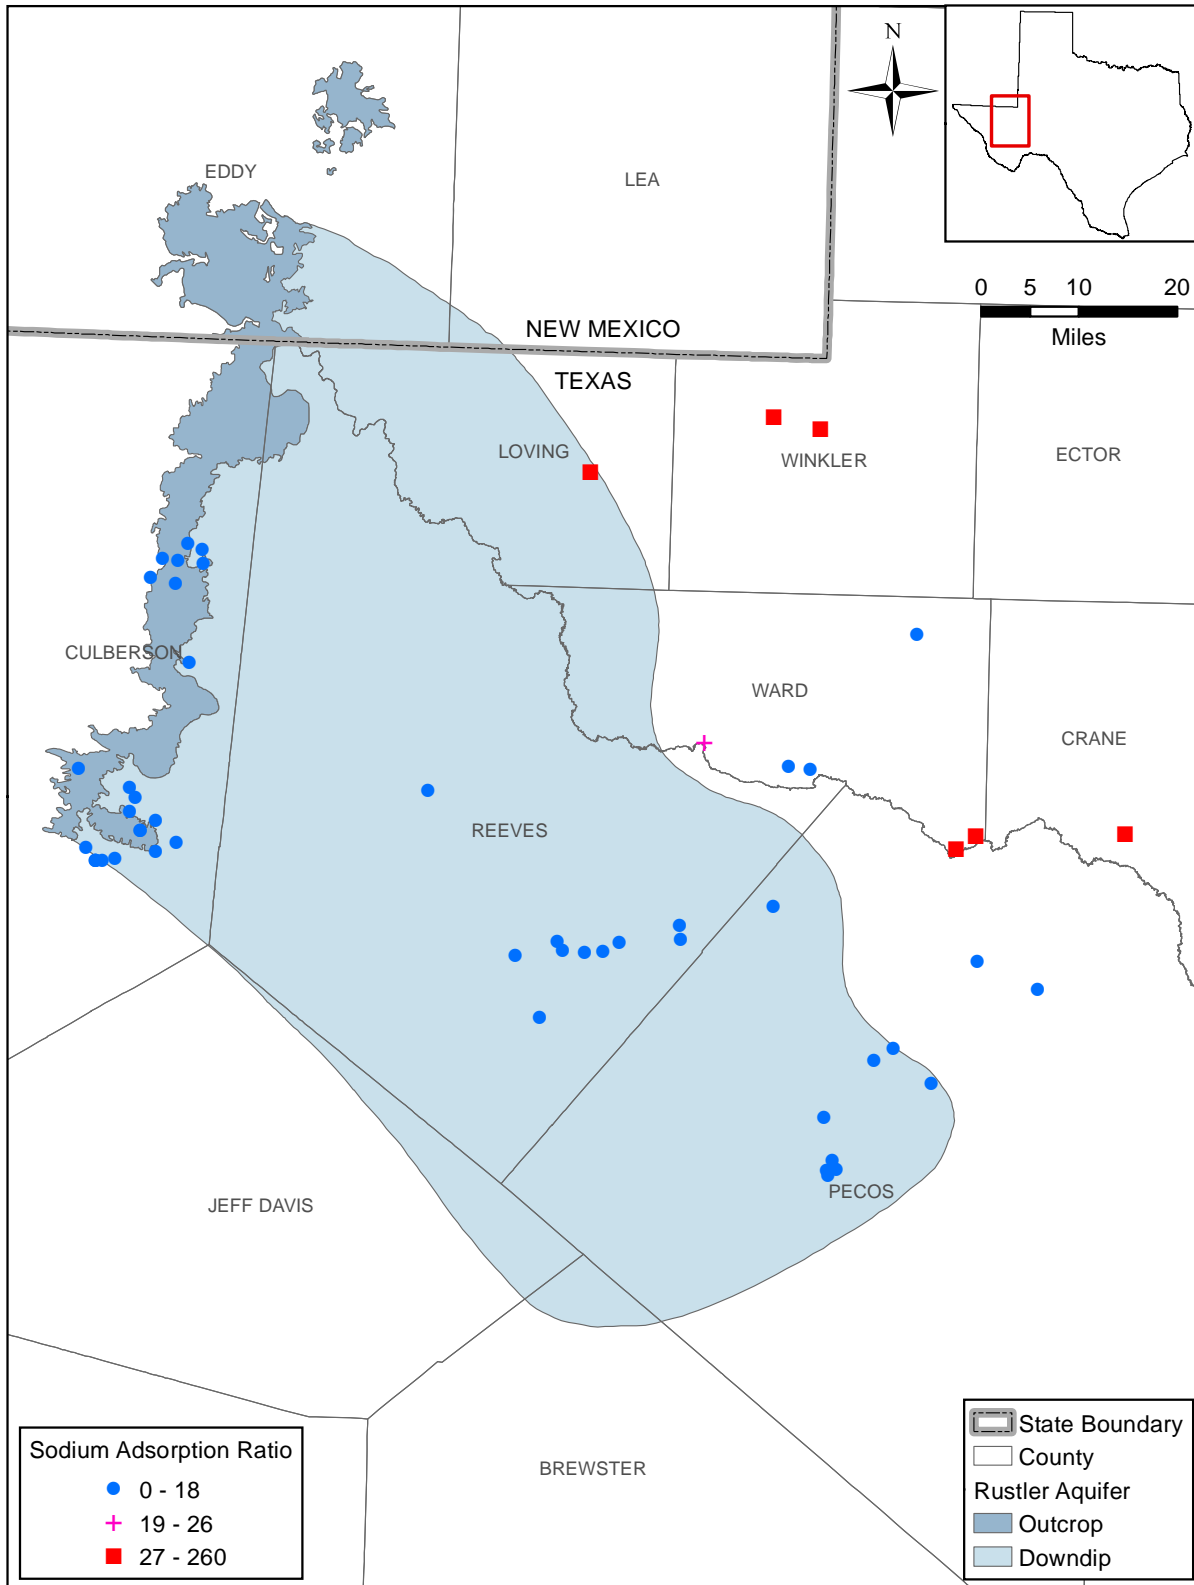 N
EDDY
LEA
0 5 10 20
Miles
NEW MEXICO
TEXAS
LOVING
WINKLER
ECTOR
CULBERSON
WARD
CRANE
REEVES
JEFF DAVIS
PECOS
BREWSTER
Sodium Adsorption Ratio
0 - 18
19 - 26
27 - 260
State Boundary
County
Rustler Aquifer
Outcrop
Downdip